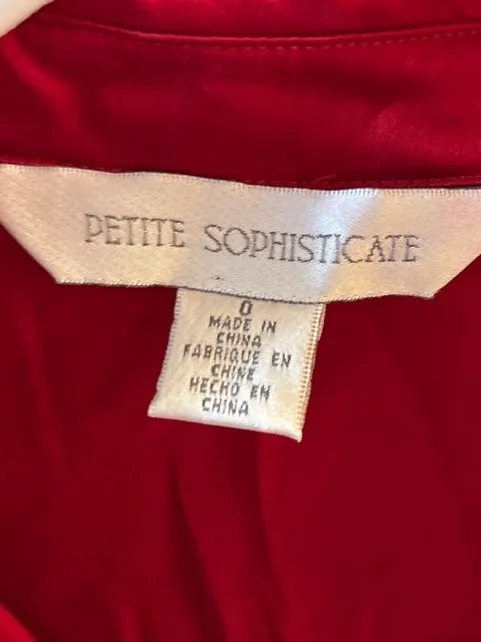 PETITE SOPHISTICATE
0
MADE IN
CHINA
FABRIQUE EN
CHINE
HECHO EN
CHINA